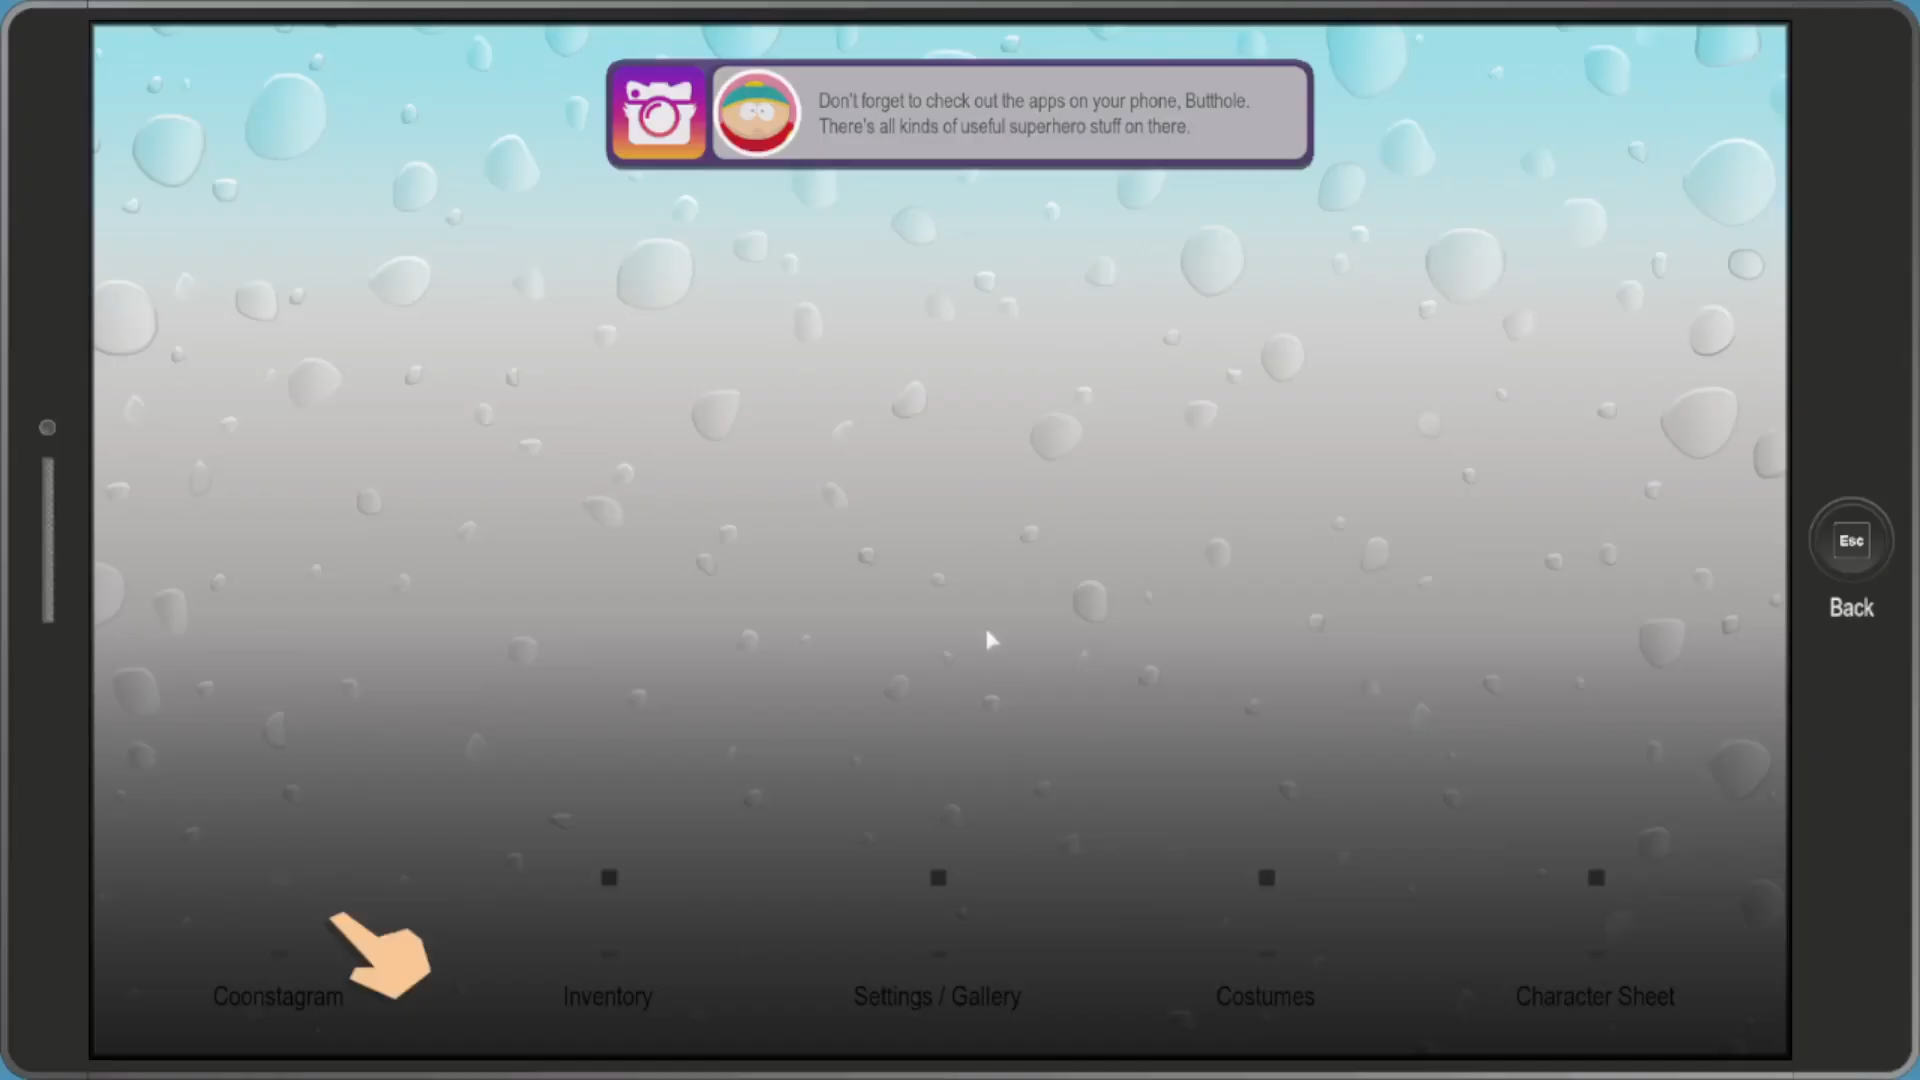 Don't forget to check out the apps on your phone, Butthole.
There's all kinds of useful superhero stuff on there.
Esc
Back
Coonstagram
Inventory
Settings / Gallery
Costumes
Character Sheet